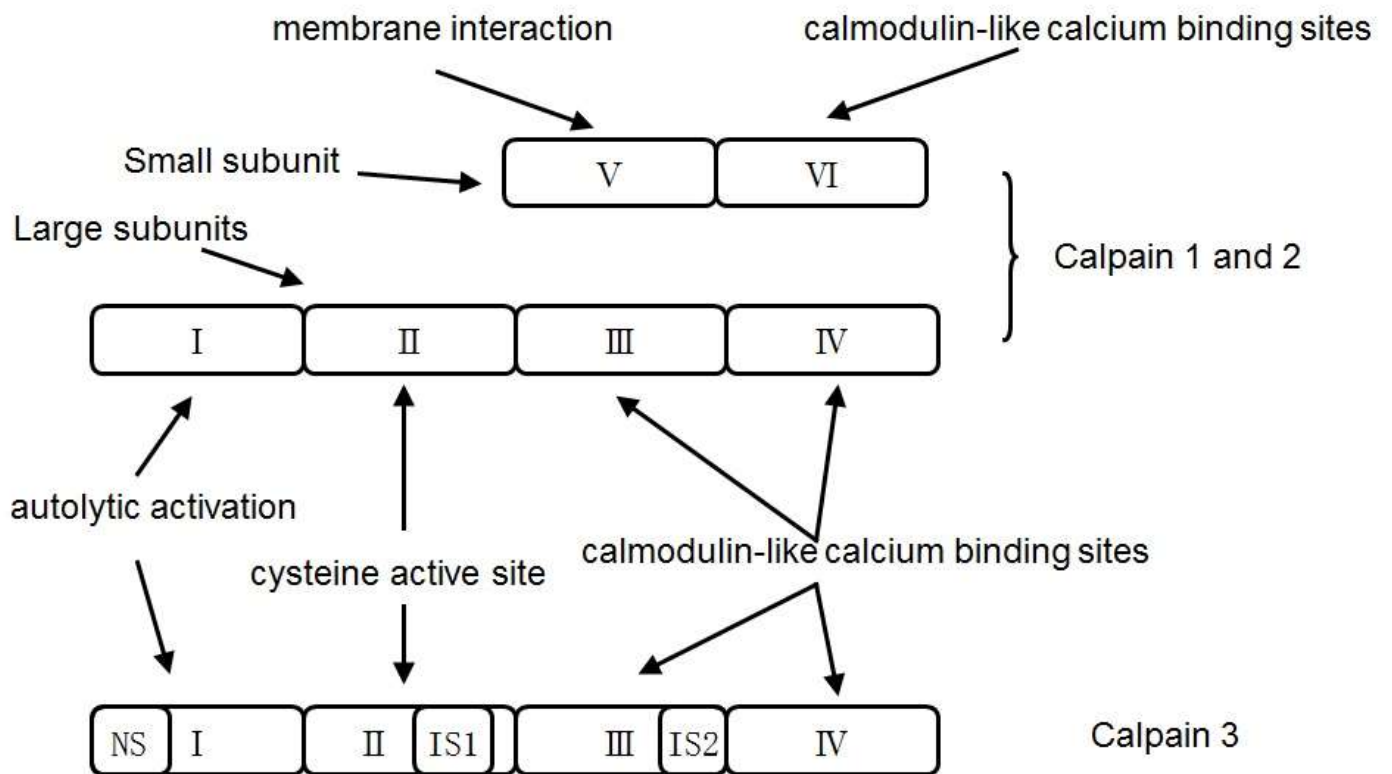 membrane interaction
calmodulin-like calcium binding sites
Small subunit
V
VI
Large subunits
Calpain 1 and 2
I
II
III
IV
autolytic activation
cysteine active site
calmodulin-like calcium binding sites
NS
I
II
IS1
III
IS2
IV
Calpain 3